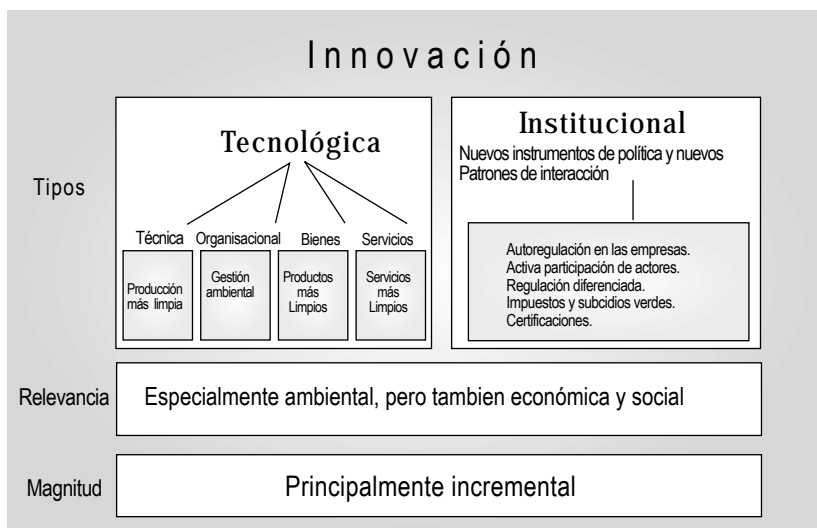 Innovación
Tipos
Tecnológica
Técnica
Organisacional
Bienes
Servicios
Producción
más limpia
Gestión
ambiental
Productos
más
Limpios
Servicios
más
Limpios
Institucional
Nuevos instrumentos de política y nuevos
Patrones de interacción
Autoregulación en las empresas.
Activa participación de actores.
Regulación diferenciada.
Impuestos y subcidios verdes.
Certificaciones.
Relevancia
Especialmente ambiental, pero tambien económica y social
Magnitud
Principalmente incremental